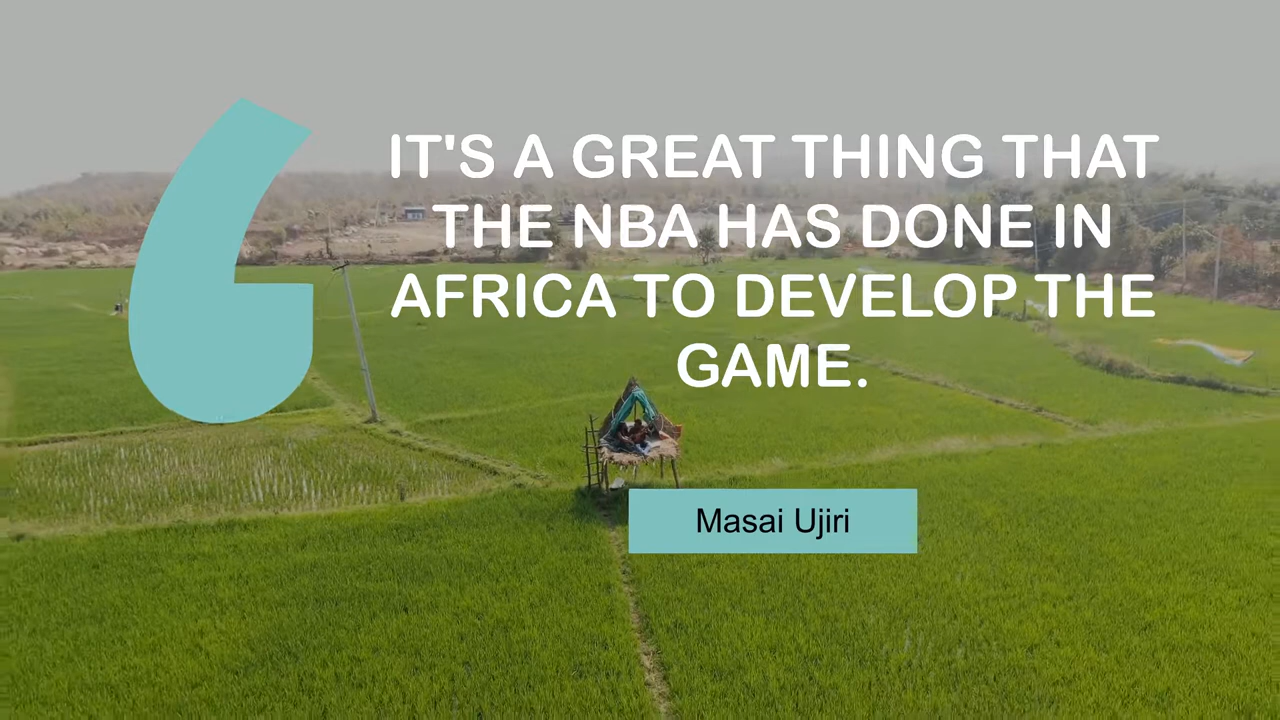 IT'S A GREAT THING THAT
THE NBA HAS DONE IN
AFRICA TO DEVELOP THE
GAME.
Masai Ujiri